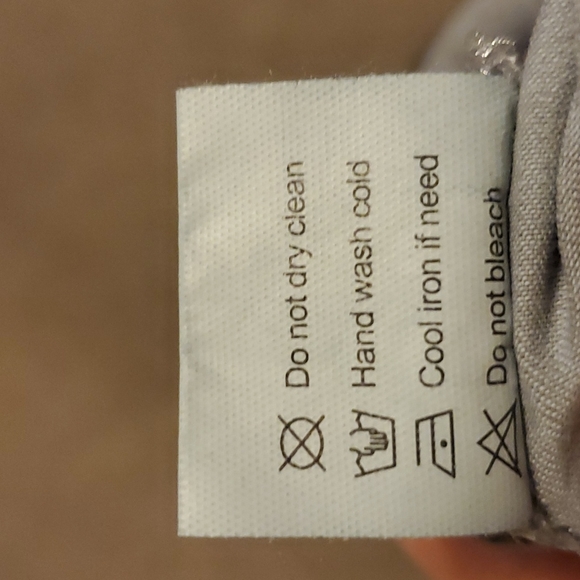 Do not dry clean
Hand wash cold
Cool iron if need
Do not bleach